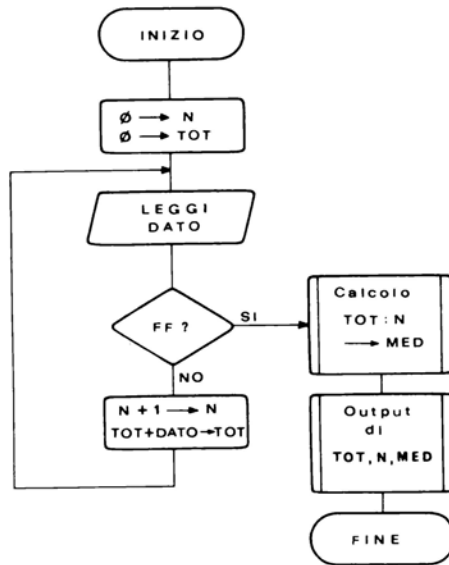 INIZIO
Ø → N
Ø → TOT
LEGGI
DATO
FF ?
SI
NO
N + 1 → N
TOT+DATO→TOT
Calcolo
TOT : N
→ MED
Output
di
TOT, N, MED
FINE